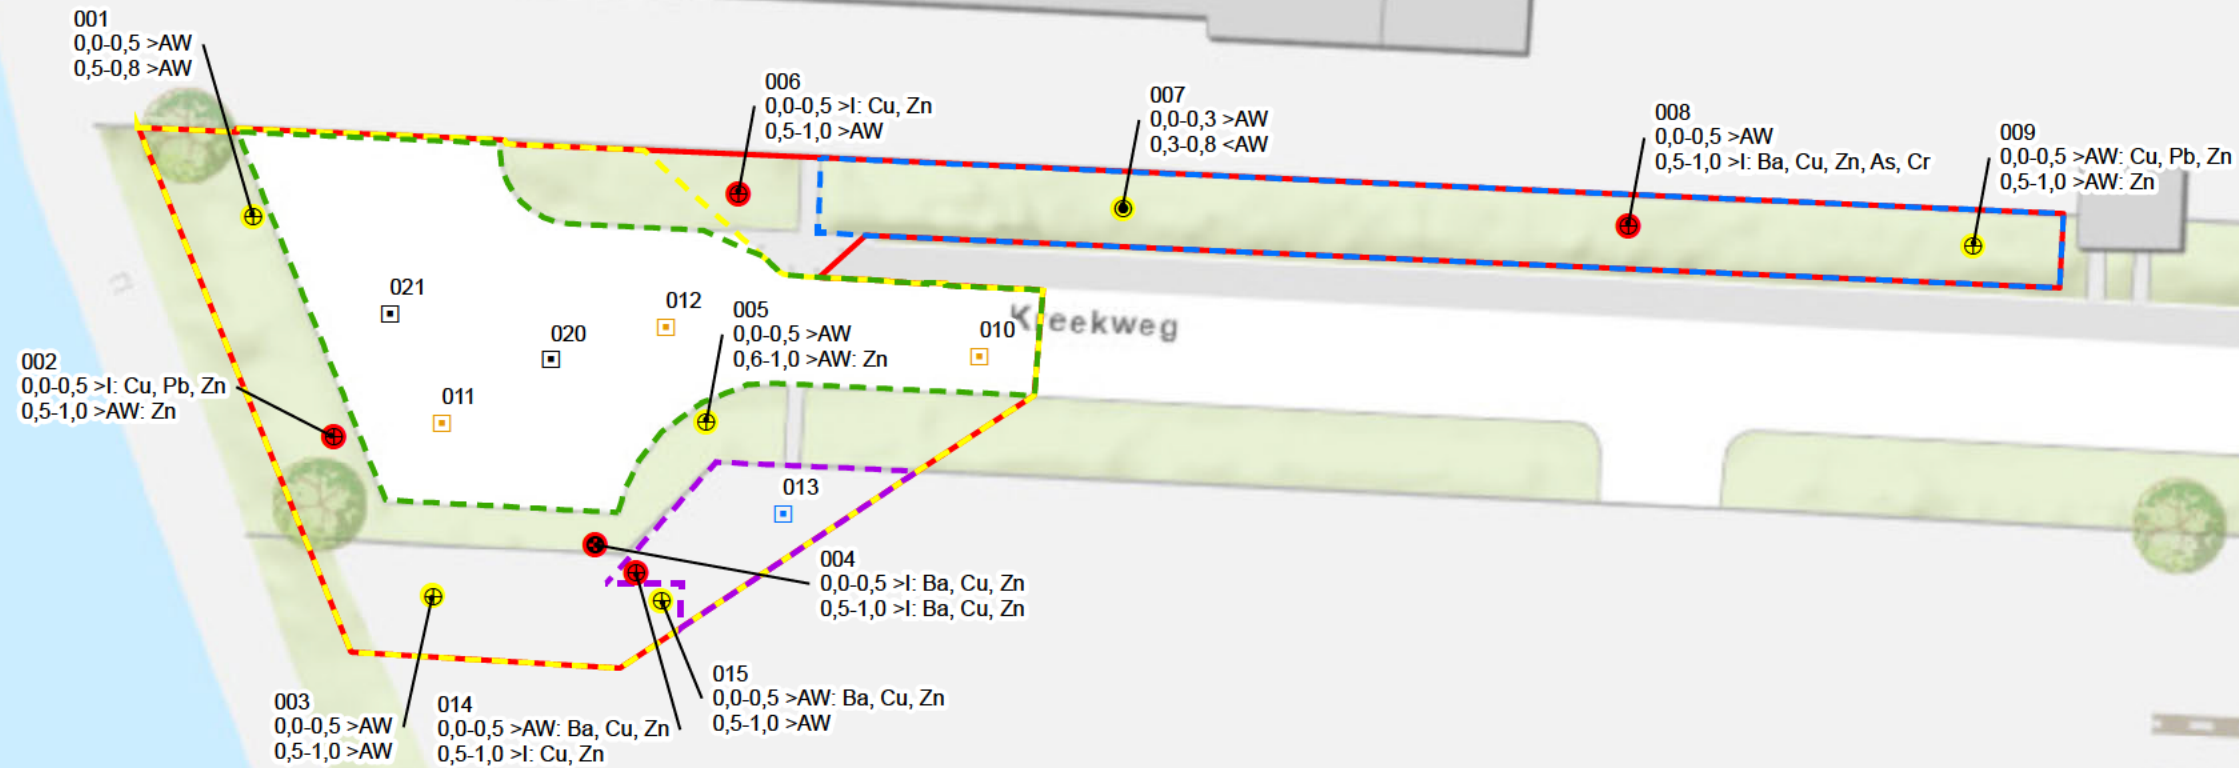 001
0,0-0,5 >AW
0,5-0,8 >AW
006
0,0-0,5 >I: Cu, Zn
0,5-1,0 >AW
007
0,0-0,3 >AW
0,3-0,8 <AW
008
0,0-0,5 >AW
0,5-1,0 >I: Ba, Cu, Zn, As, Cr
009
0,0-0,5 >AW: Cu, Pb, Zn
0,5-1,0 >AW: Zn
021
020
012
005
0,0-0,5 >AW
0,6-1,0 >AW: Zn
010
Kreekweg
002
0,0-0,5 >I: Cu, Pb, Zn
0,5-1,0 >AW: Zn
011
013
004
0,0-0,5 >I: Ba, Cu, Zn
0,5-1,0 >I: Ba, Cu, Zn
003
0,0-0,5 >AW
0,5-1,0 >AW
014
0,0-0,5 >AW: Ba, Cu, Zn
0,5-1,0 >I: Cu, Zn
015
0,0-0,5 >AW: Ba, Cu, Zn
0,5-1,0 >AW